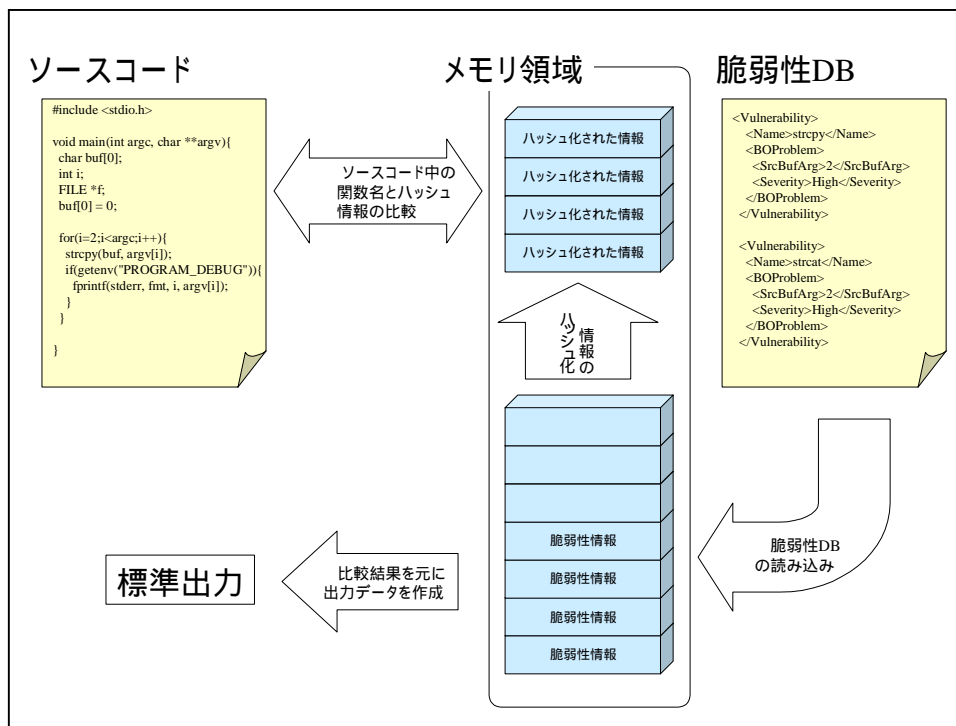 ソースコード
#include <stdio.h>
void main(int argc, char **argv){
char buf[0];
int i;
FILE *f;
buf[0] = 0;
for(i=2;i<argc;i++){
strcpy(buf, argv[i]);
if(getenv("PROGRAM_DEBUG")){
fprintf(stderr, fmt, i, argv[i]);
}
}
}
ソースコード中の
関数名とハッシュ
情報の比較
メモリ領域
ハッシュ化された情報
ハッシュ化された情報
ハッシュ化された情報
ハッシュ化された情報
情報の
ハッシュ化
脆弱性情報
脆弱性情報
脆弱性情報
脆弱性情報
脆弱性DB
<Vulnerability>
<Name>strcpy</Name>
<BOProblem>
<SrcBufArg>2</SrcBufArg>
<Severity>High</Severity>
</BOProblem>
</Vulnerability>
<Vulnerability>
<Name>strcat</Name>
<BOProblem>
<SrcBufArg>2</SrcBufArg>
<Severity>High</Severity>
</BOProblem>
</Vulnerability>
脆弱性DB
の読み込み
比較結果を元に
出力データを作成
標準出力